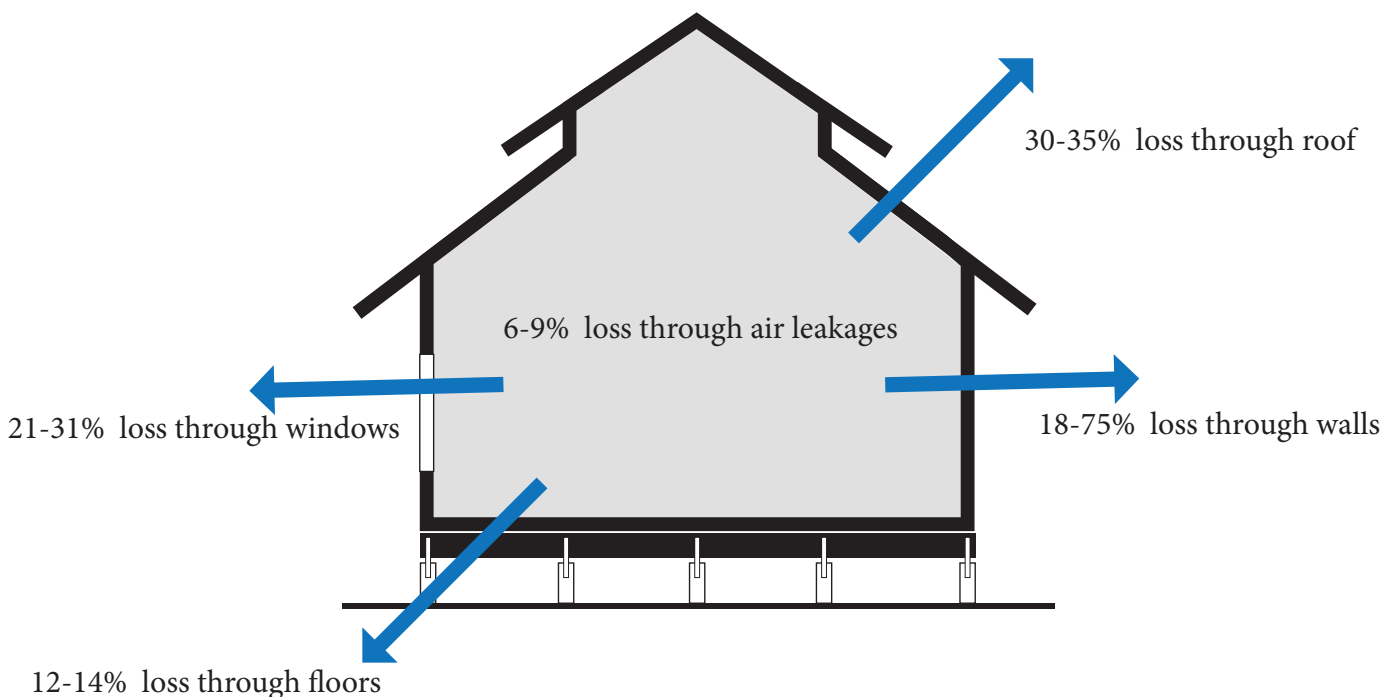 30-35% loss through roof
6-9% loss through air leakages
21-31% loss through windows
18-75% loss through walls
12-14% loss through floors